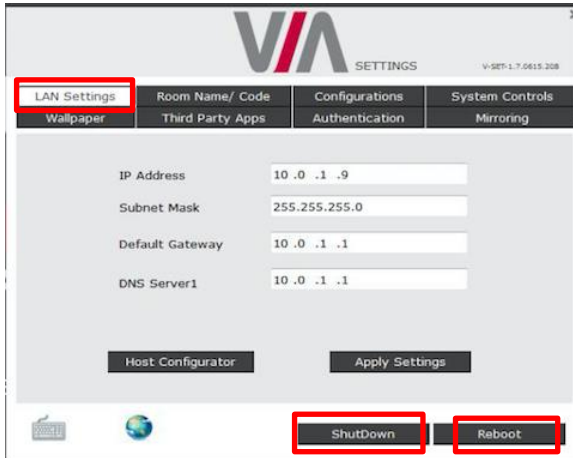 VIA
SETTINGS
V-SET-1.7.0615.208
LAN Settings Room Name/ Code Configurations System Controls
Wallpaper Third Party Apps Authentication Mirroring
IP Address 10 .0 .1 .9
Subnet Mask 255.255.255.0
Default Gateway 10 .0 .1 .1
DNS Server1 10 .0 .1 .1
Host Configurator Apply Settings
ShutDown Reboot